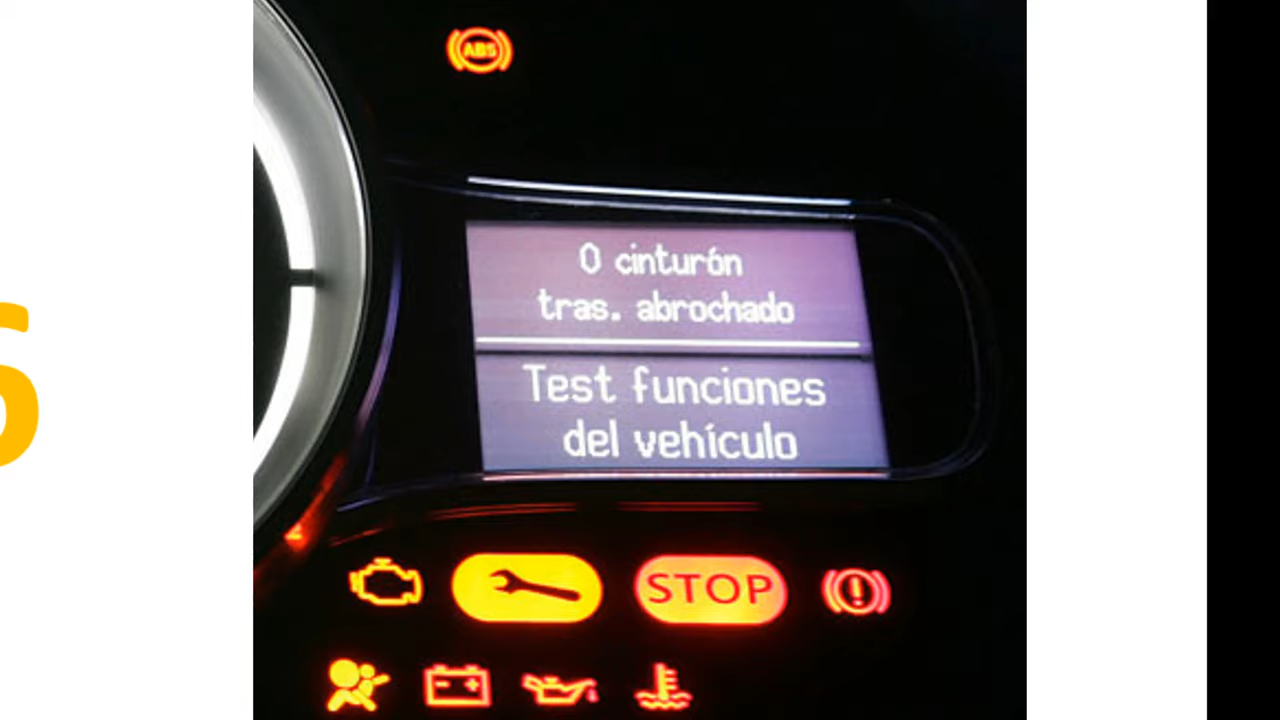 ABS
0 cinturón
tras. abrochado
Test funciones
del vehículo
STOP